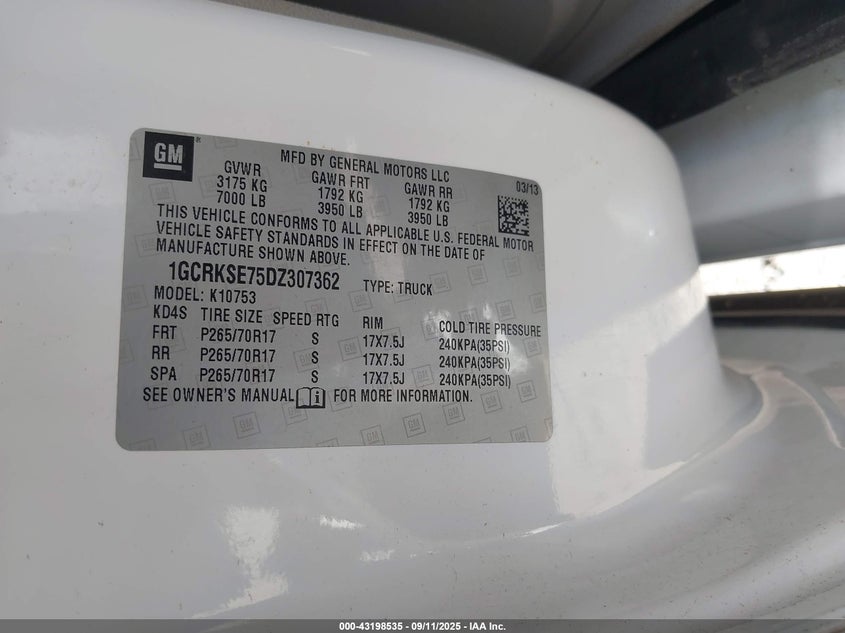 GM
®
MFD BY GENERAL MOTORS LLC
03/13
GVWR GAWR FRT GAWR RR
3175 KG 1792 KG 1792 KG
7000 LB 3950 LB 3950 LB
THIS VEHICLE CONFORMS TO ALL APPLICABLE U.S. FEDERAL MOTOR
VEHICLE SAFETY STANDARDS IN EFFECT ON THE DATE OF
MANUFACTURE SHOWN ABOVE.
1GCRKSE75DZ307362 TYPE: TRUCK
MODEL: K10753
KD4S TIRE SIZE SPEED RTG RIM COLD TIRE PRESSURE
FRT P265/70R17 S 17X7.5J 240KPA(35PSI)
RR P265/70R17 S 17X7.5J 240KPA(35PSI)
SPA P265/70R17 S 17X7.5J 240KPA(35PSI)
SEE OWNER'S MANUAL FOR MORE INFORMATION.
000-43198535 - 09/11/2025 - IAA Inc.